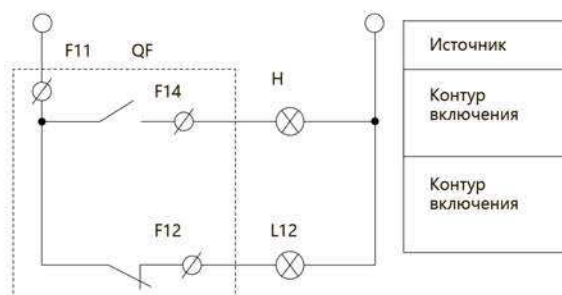 F11 QF
F14
H
F12
L12
Источник
Контур
включения
Контур
включения